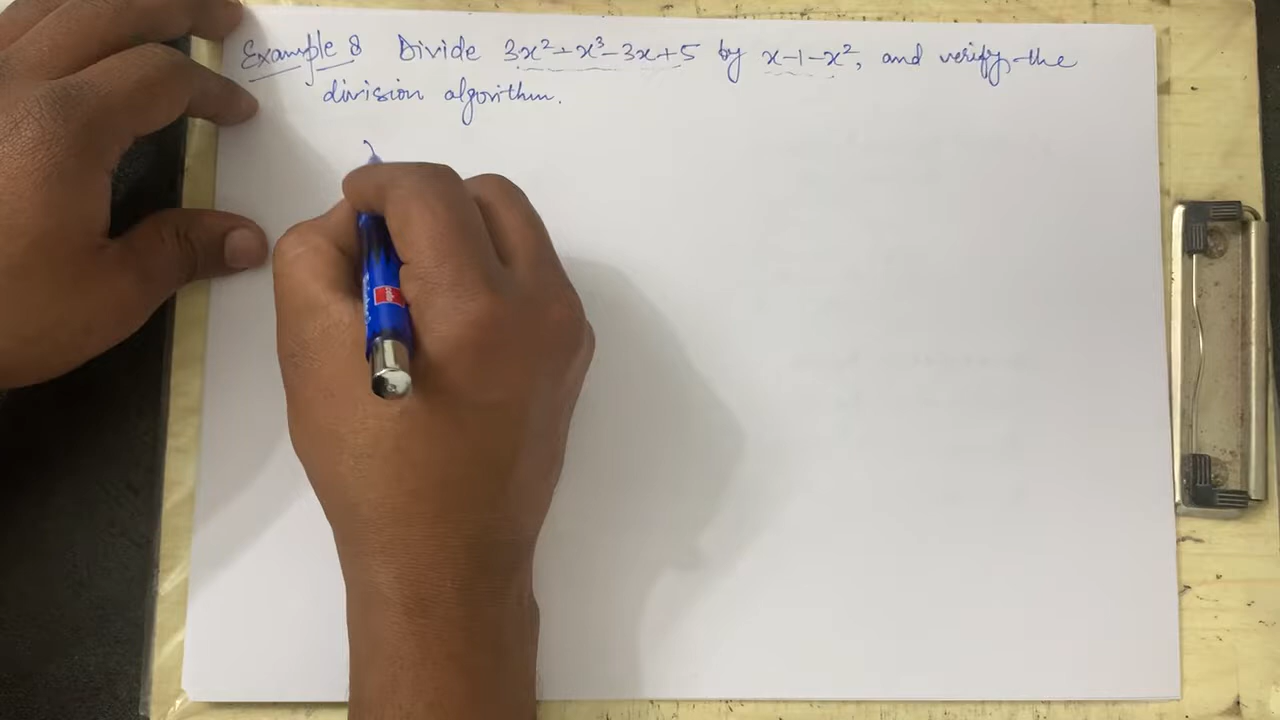 Example 8 Divide 3x² - x³ - 3x + 5 by x - 1 - x², and verify the
division algorithm.